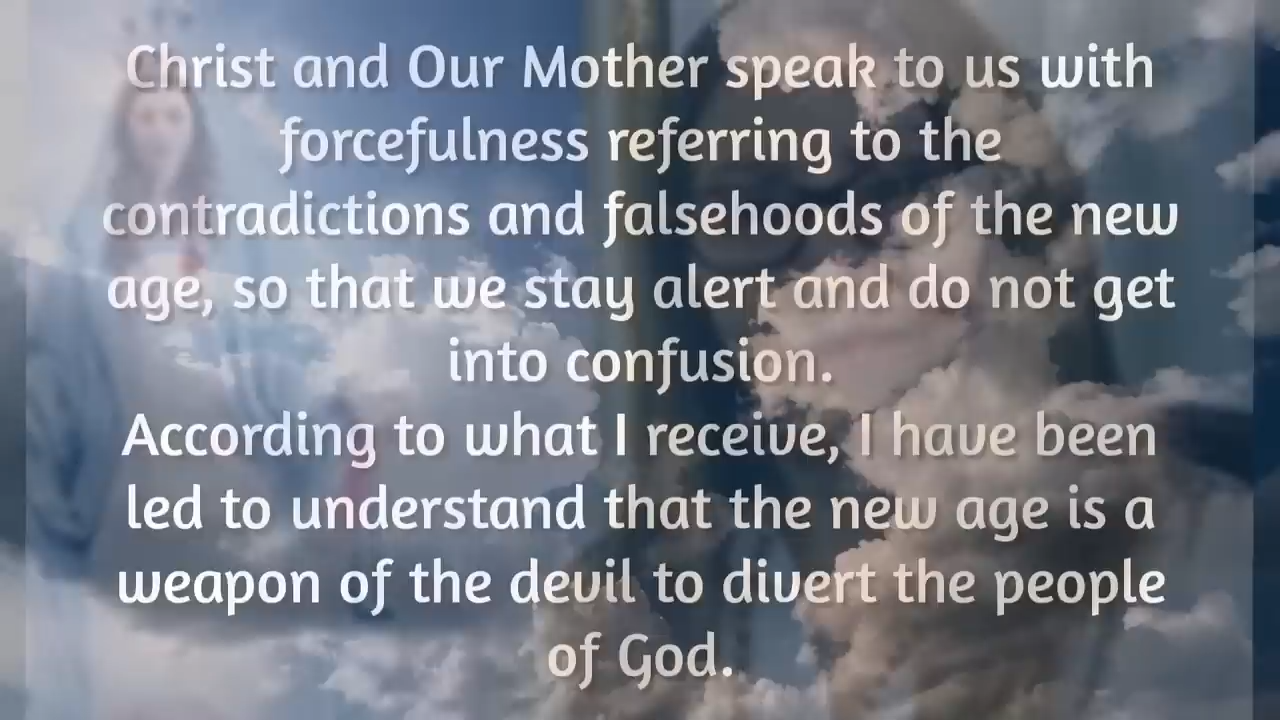 Christ and Our Mother speak to us with
forcefulness referring to the
contradictions and falsehoods of the new
age, so that we stay alert and do not get
into confusion.
According to what I receive, I have been
led to understand that the new age is a
weapon of the devil to divert the people
of God.